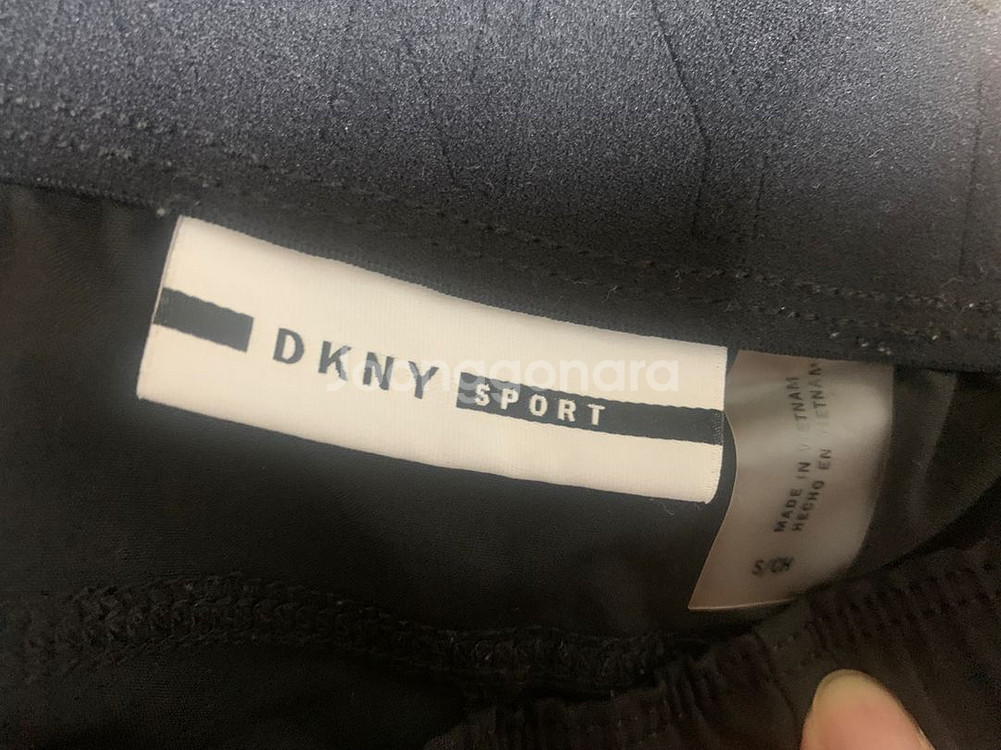 DKNY SPORT
joonggonara
MADE IN VIETNAM
HECHO EN VIETNAM
S/CH